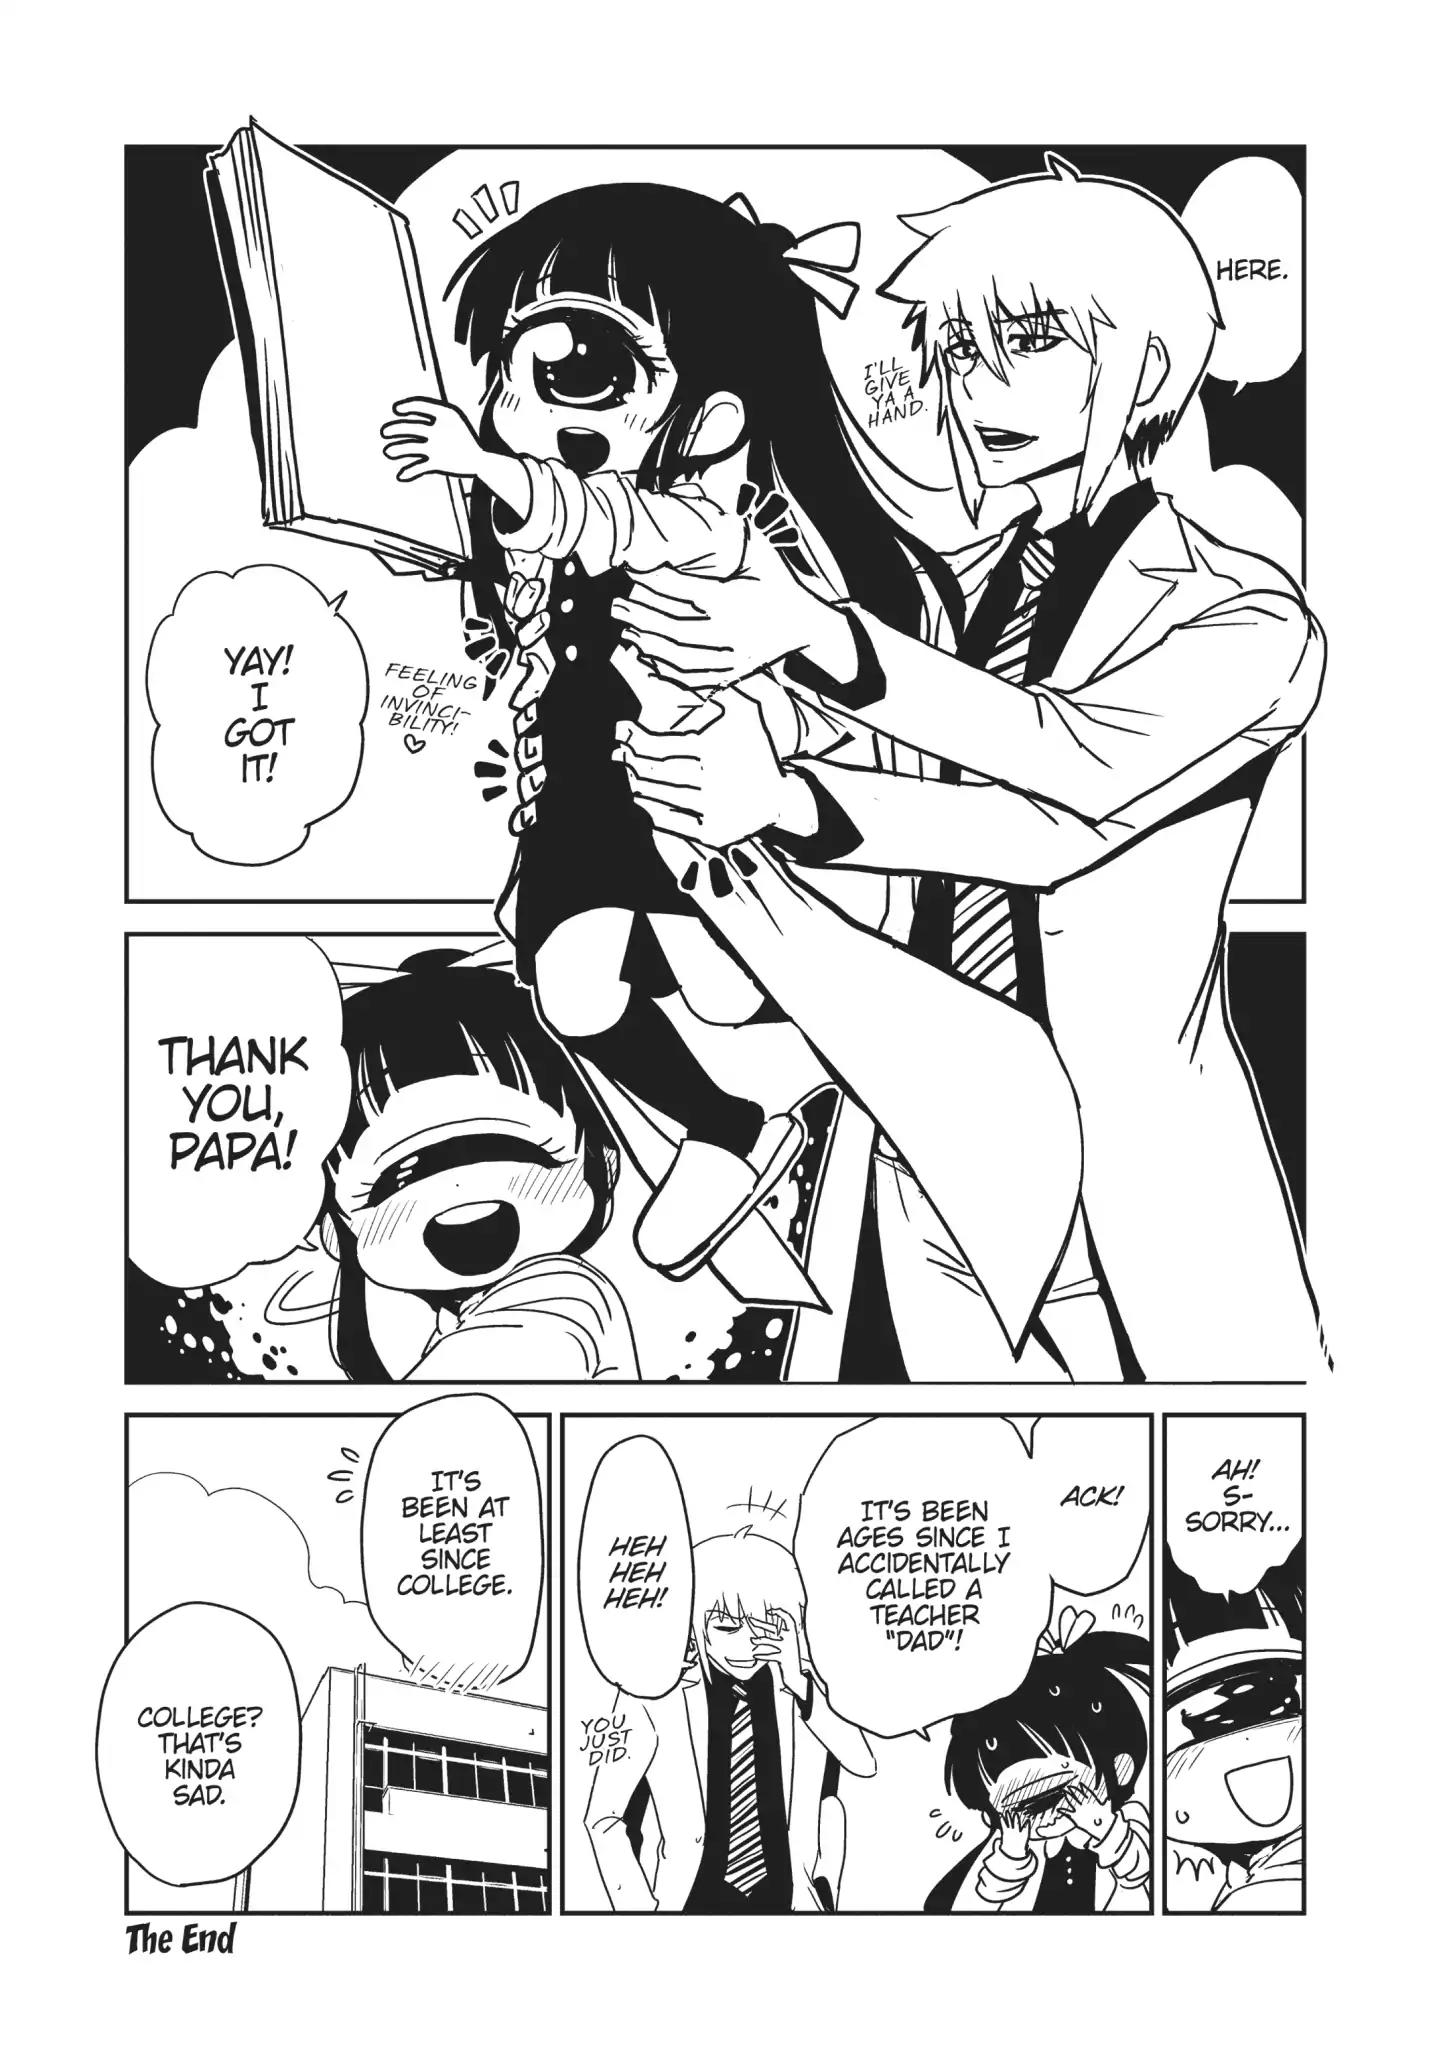 HERE.
I'LL
GIVE
YA A
HAND.
YAY!
I
GOT
IT!
FEELING
OF
INVINCI-
BILITY!
THANK
YOU,
PAPA!
AH!
S-
SORRY...
ACK!
IT'S BEEN
AGES SINCE I
ACCIDENTALLY
CALLED A
TEACHER
"DAD"!
HEH
HEH
HEH!
YOU
JUST
DID.
IT'S
BEEN AT
LEAST
SINCE
COLLEGE.
COLLEGE?
THAT'S
KINDA
SAD.
The End